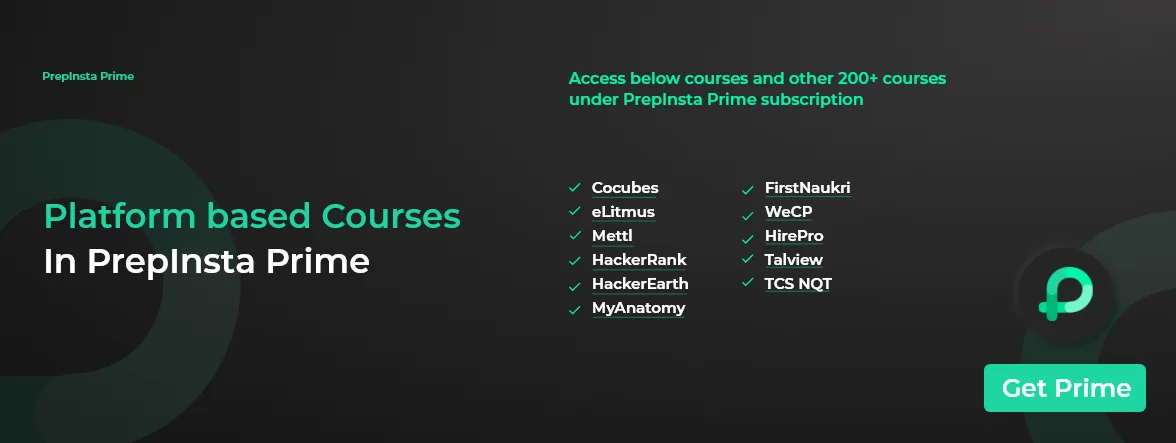 PrepInsta Prime
Platform based Courses
In PrepInsta Prime
Access below courses and other 200+ courses
under PrepInsta Prime subscription
Cocubes
eLitmus
Mettl
HackerRank
HackerEarth
MyAnatomy
FirstNaukri
WeCP
HirePro
Talview
TCS NQT
Get Prime